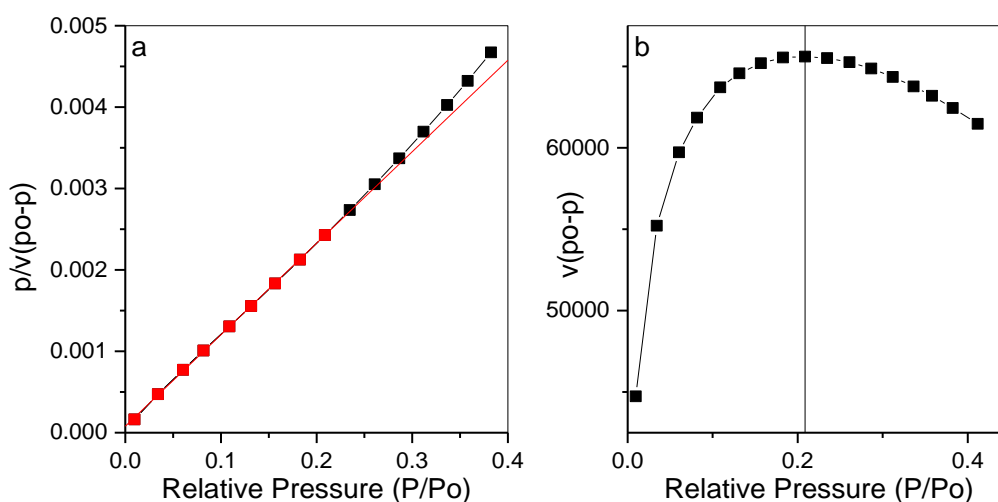 a
0.005
0.004
0.003
0.002
0.001
0.000
p/v(po-p)
0.0
0.1
0.2
0.3
0.4
Relative Pressure (P/Po)
b
60000
50000
v(po-p)
0.0
0.2
0.4
Relative Pressure (P/Po)